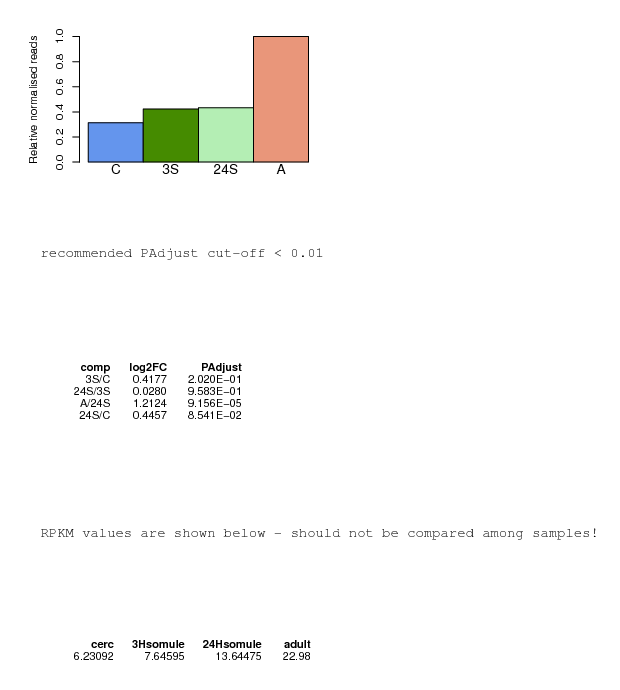 Relative normalised reads
1.0
0.8
0.6
0.4
0.2
0.0
C 3S 24S A
recommended PAdjust cut-off < 0.01
comp log2FC PAdjust
3S/C 0.4177 2.020E-01
24S/3S 0.0280 9.583E-01
A/24S 1.2124 9.156E-05
24S/C 0.4457 8.541E-02
RPKM values are shown below - should not be compared among samples!
cerc 3Hsomule 24Hsomule adult
6.23092 7.64595 13.64475 22.98